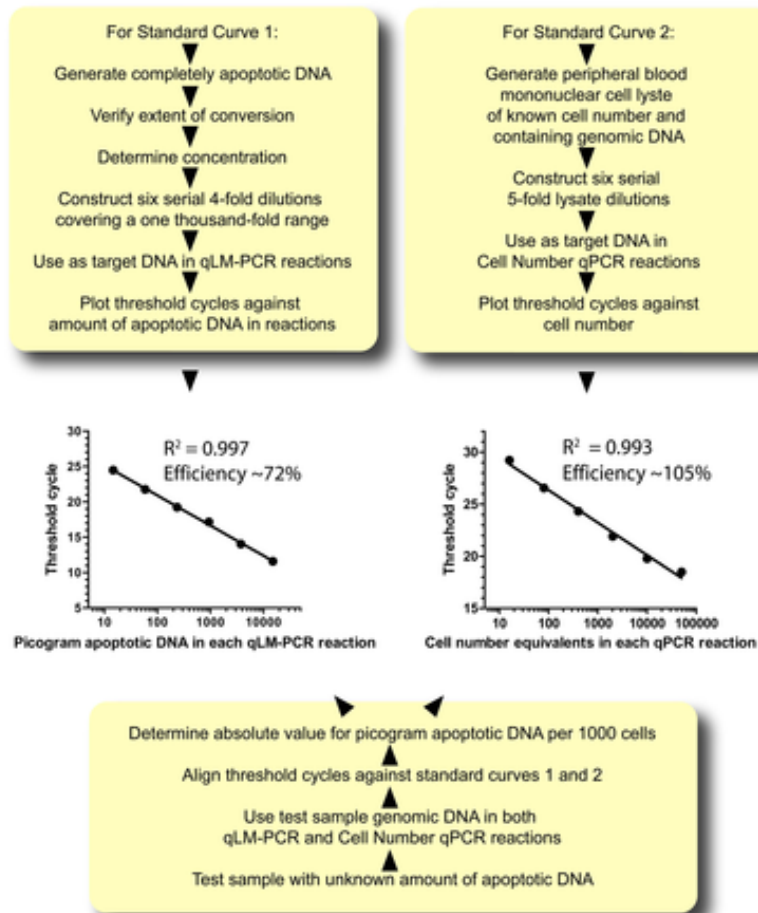 For Standard Curve 1:
Generate completely apoptotic DNA
Verify extent of conversion
Determine concentration
Construct six serial 4-fold dilutions
covering a one thousand-fold range
Use as target DNA in qLM-PCR reactions
Plot threshold cycles against
amount of apoptotic DNA in reactions
For Standard Curve 2:
Generate peripheral blood
mononuclear cell lyste
of known cell number and
containing genomic DNA
Construct six serial
5-fold lysate dilutions
Use as target DNA in
Cell Number qPCR reactions
Plot threshold cycles against
cell number
30
25
20
15
10
5
Threshold cycle
R² = 0.997
Efficiency ~72%
10
100
1000
10000
Picogram apoptotic DNA in each qLM-PCR reaction
30
25
20
15
Threshold cycle
R² = 0.993
Efficiency ~105%
10
100
1000
10000
100000
Cell number equivalents in each qPCR reaction
Determine absolute value for picogram apoptotic DNA per 1000 cells
Align threshold cycles against standard curves 1 and 2
Use test sample genomic DNA in both
qLM-PCR and Cell Number qPCR reactions
Test sample with unknown amount of apoptotic DNA